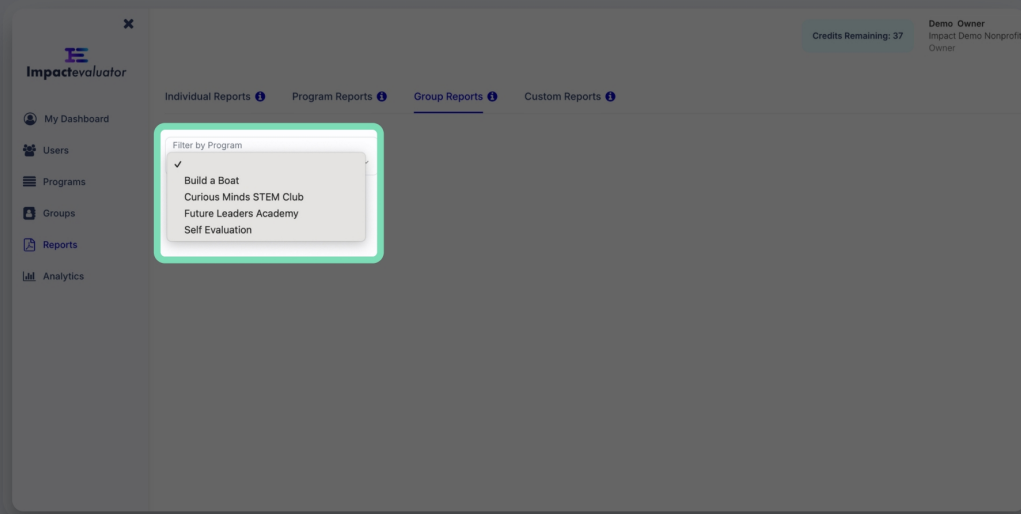 Impactevaluator
My Dashboard
Users
Programs
Groups
Reports
Analytics
Credits Remaining: 37
Demo Owner
Impact Demo Nonprofit
Owner
Individual Reports Program Reports Group Reports Custom Reports
Filter by Program
Build a Boat
Curious Minds STEM Club
Future Leaders Academy
Self Evaluation